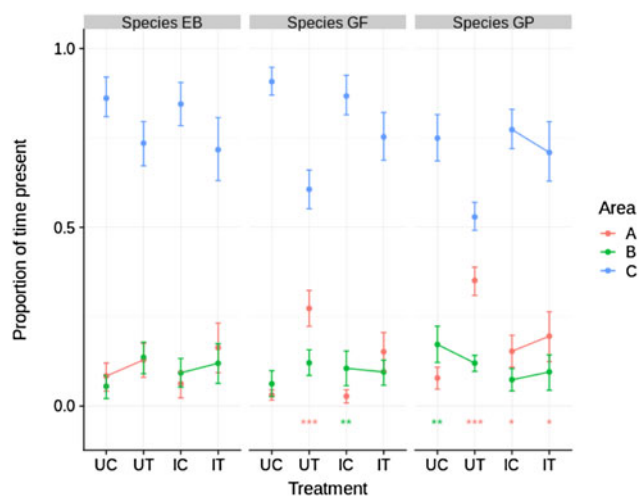 Species EB Species GF Species GP
1.0
0.5
0.0
Proportion of time present
Area
A
B
C
*** ** ** *** * *
UC UT IC IT UC UT IC IT UC UT IC IT
Treatment